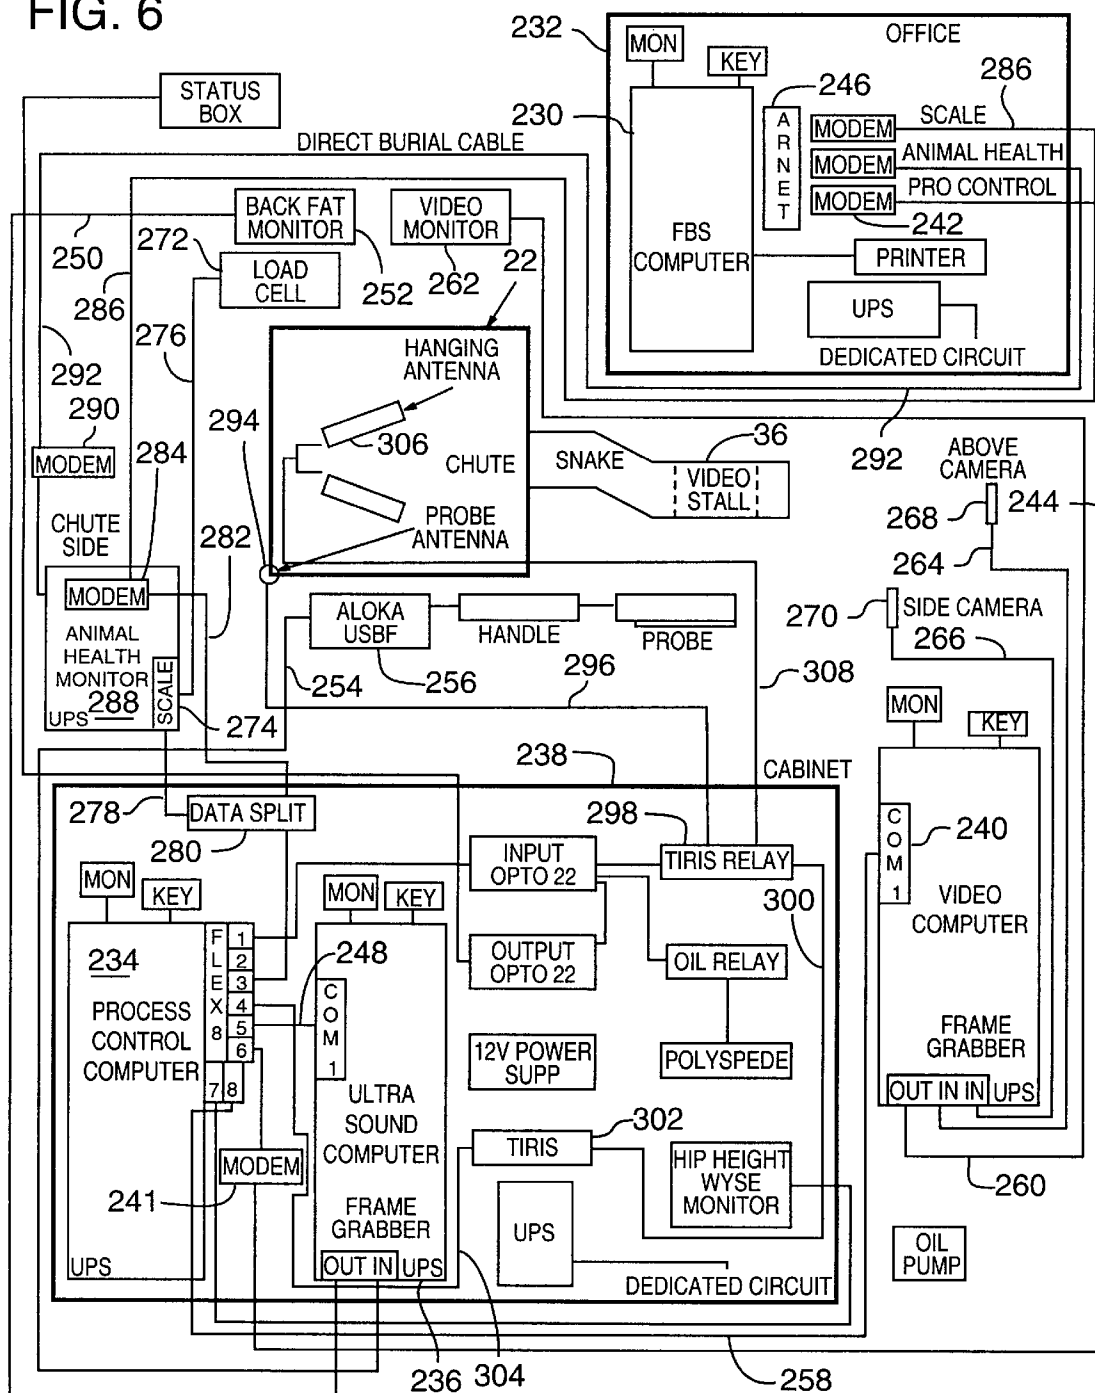 FIG. 6
232
OFFICE
MON
KEY
230
246
286
STATUS
BOX
ARNET
MODEM
SCALE
DIRECT BURIAL CABLE
MODEM
ANIMAL HEALTH
MODEM
PRO CONTROL
242
FBS
COMPUTER
PRINTER
UPS
DEDICATED CIRCUIT
250
272
BACK FAT
MONITOR
VIDEO
MONITOR
22
286
LOAD
CELL
252
262
276
292
290
HANGING
ANTENNA
294
306
MODEM
284
CHUTE
SNAKE
36
VIDEO
STALL
292
ABOVE
CAMERA
268
244
264
CHUTE
SIDE
282
PROBE
ANTENNA
MODEM
ANIMAL
HEALTH
MONITOR
UPS 288
SCALE
274
ALOKA
USBF
HANDLE
PROBE
270
SIDE CAMERA
266
254
256
296
308
MON
KEY
238
CABINET
278
DATA SPLIT
280
298
INPUT
OPTO 22
TIRIS RELAY
COM 1
240
VIDEO
COMPUTER
MON
KEY
MON
KEY
300
234
PROCESS
CONTROL
COMPUTER
FLEX 8
1
2
3
4
5
6
7 8
248
COM 1
OUTPUT
OPTO 22
OIL RELAY
12V POWER
SUPP
POLYSPEDE
FRAME
GRABBER
OUT IN IN UPS
ULTRA
SOUND
COMPUTER
TIRIS
302
HIP HEIGHT
WYSE
MONITOR
MODEM
241
260
FRAME
GRABBER
UPS
OIL
PUMP
UPS
OUT IN UPS
DEDICATED CIRCUIT
236
304
258